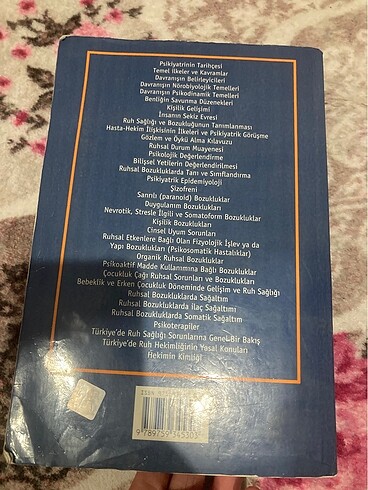 Psikiyatrinin Tarihçesi
Temel İlkeler ve Kavramlar
Davranışın Belirleyicileri
Davranışın Nörobiyolojik Temelleri
Davranışın Psikodinamik Temelleri
Benliğin Savunma Düzenekleri
Kişilik Gelişimi
İnsanın Sekiz Evresi
Ruh Sağlığı ve Bozukluğunun Tanımlanması
Hasta-Hekim İlişkisinin İlkeleri ve Psikiyatrik Görüşme
Gözlem ve Öykü Alma Kılavuzu
Ruhsal Durum Muayenesi
Psikolojik Değerlendirme
Bilişsel Yetilerin Değerlendirilmesi
Ruhsal Bozukluklarda Tanı ve Sınıflandırma
Psikiyatrik Epidemiyoloji
Şizofreni
Sanrılı (paranoid) Bozukluklar
Duygulanım Bozuklukları
Nevrotik, Stresle İlgili ve Somatoform Bozukluklar
Kişilik Bozuklukları
Cinsel Uyum Sorunları
Ruhsal Etkenlere Bağlı Olan Fizyolojik İşlev ya da
Yapı Bozuklukları (Psikosomatik Hastalıklar)
Organik Ruhsal Bozukluklar
Psikoaktif Madde Kullanımına Bağlı Bozukluklar
Çocukluk Çağı Ruhsal Sorunları ve Bozuklukları
Bebeklik ve Erken Çocukluk Döneminde Gelişim ve Ruh Sağlığı
Ruhsal Bozukluklarda Sağaltım
Ruhsal Bozukluklarda İlaç Sağaltımı
Ruhsal Bozukluklarda Somatik Sağaltım
Psikoterapiler
Türkiye'de Ruh Sağlığı Sorunlarına Genel Bir Bakış
Türkiye'de Ruh Hekimliğinin Yasal Konuları
Hekimin Kimliği
ISBN
9 789759 345303